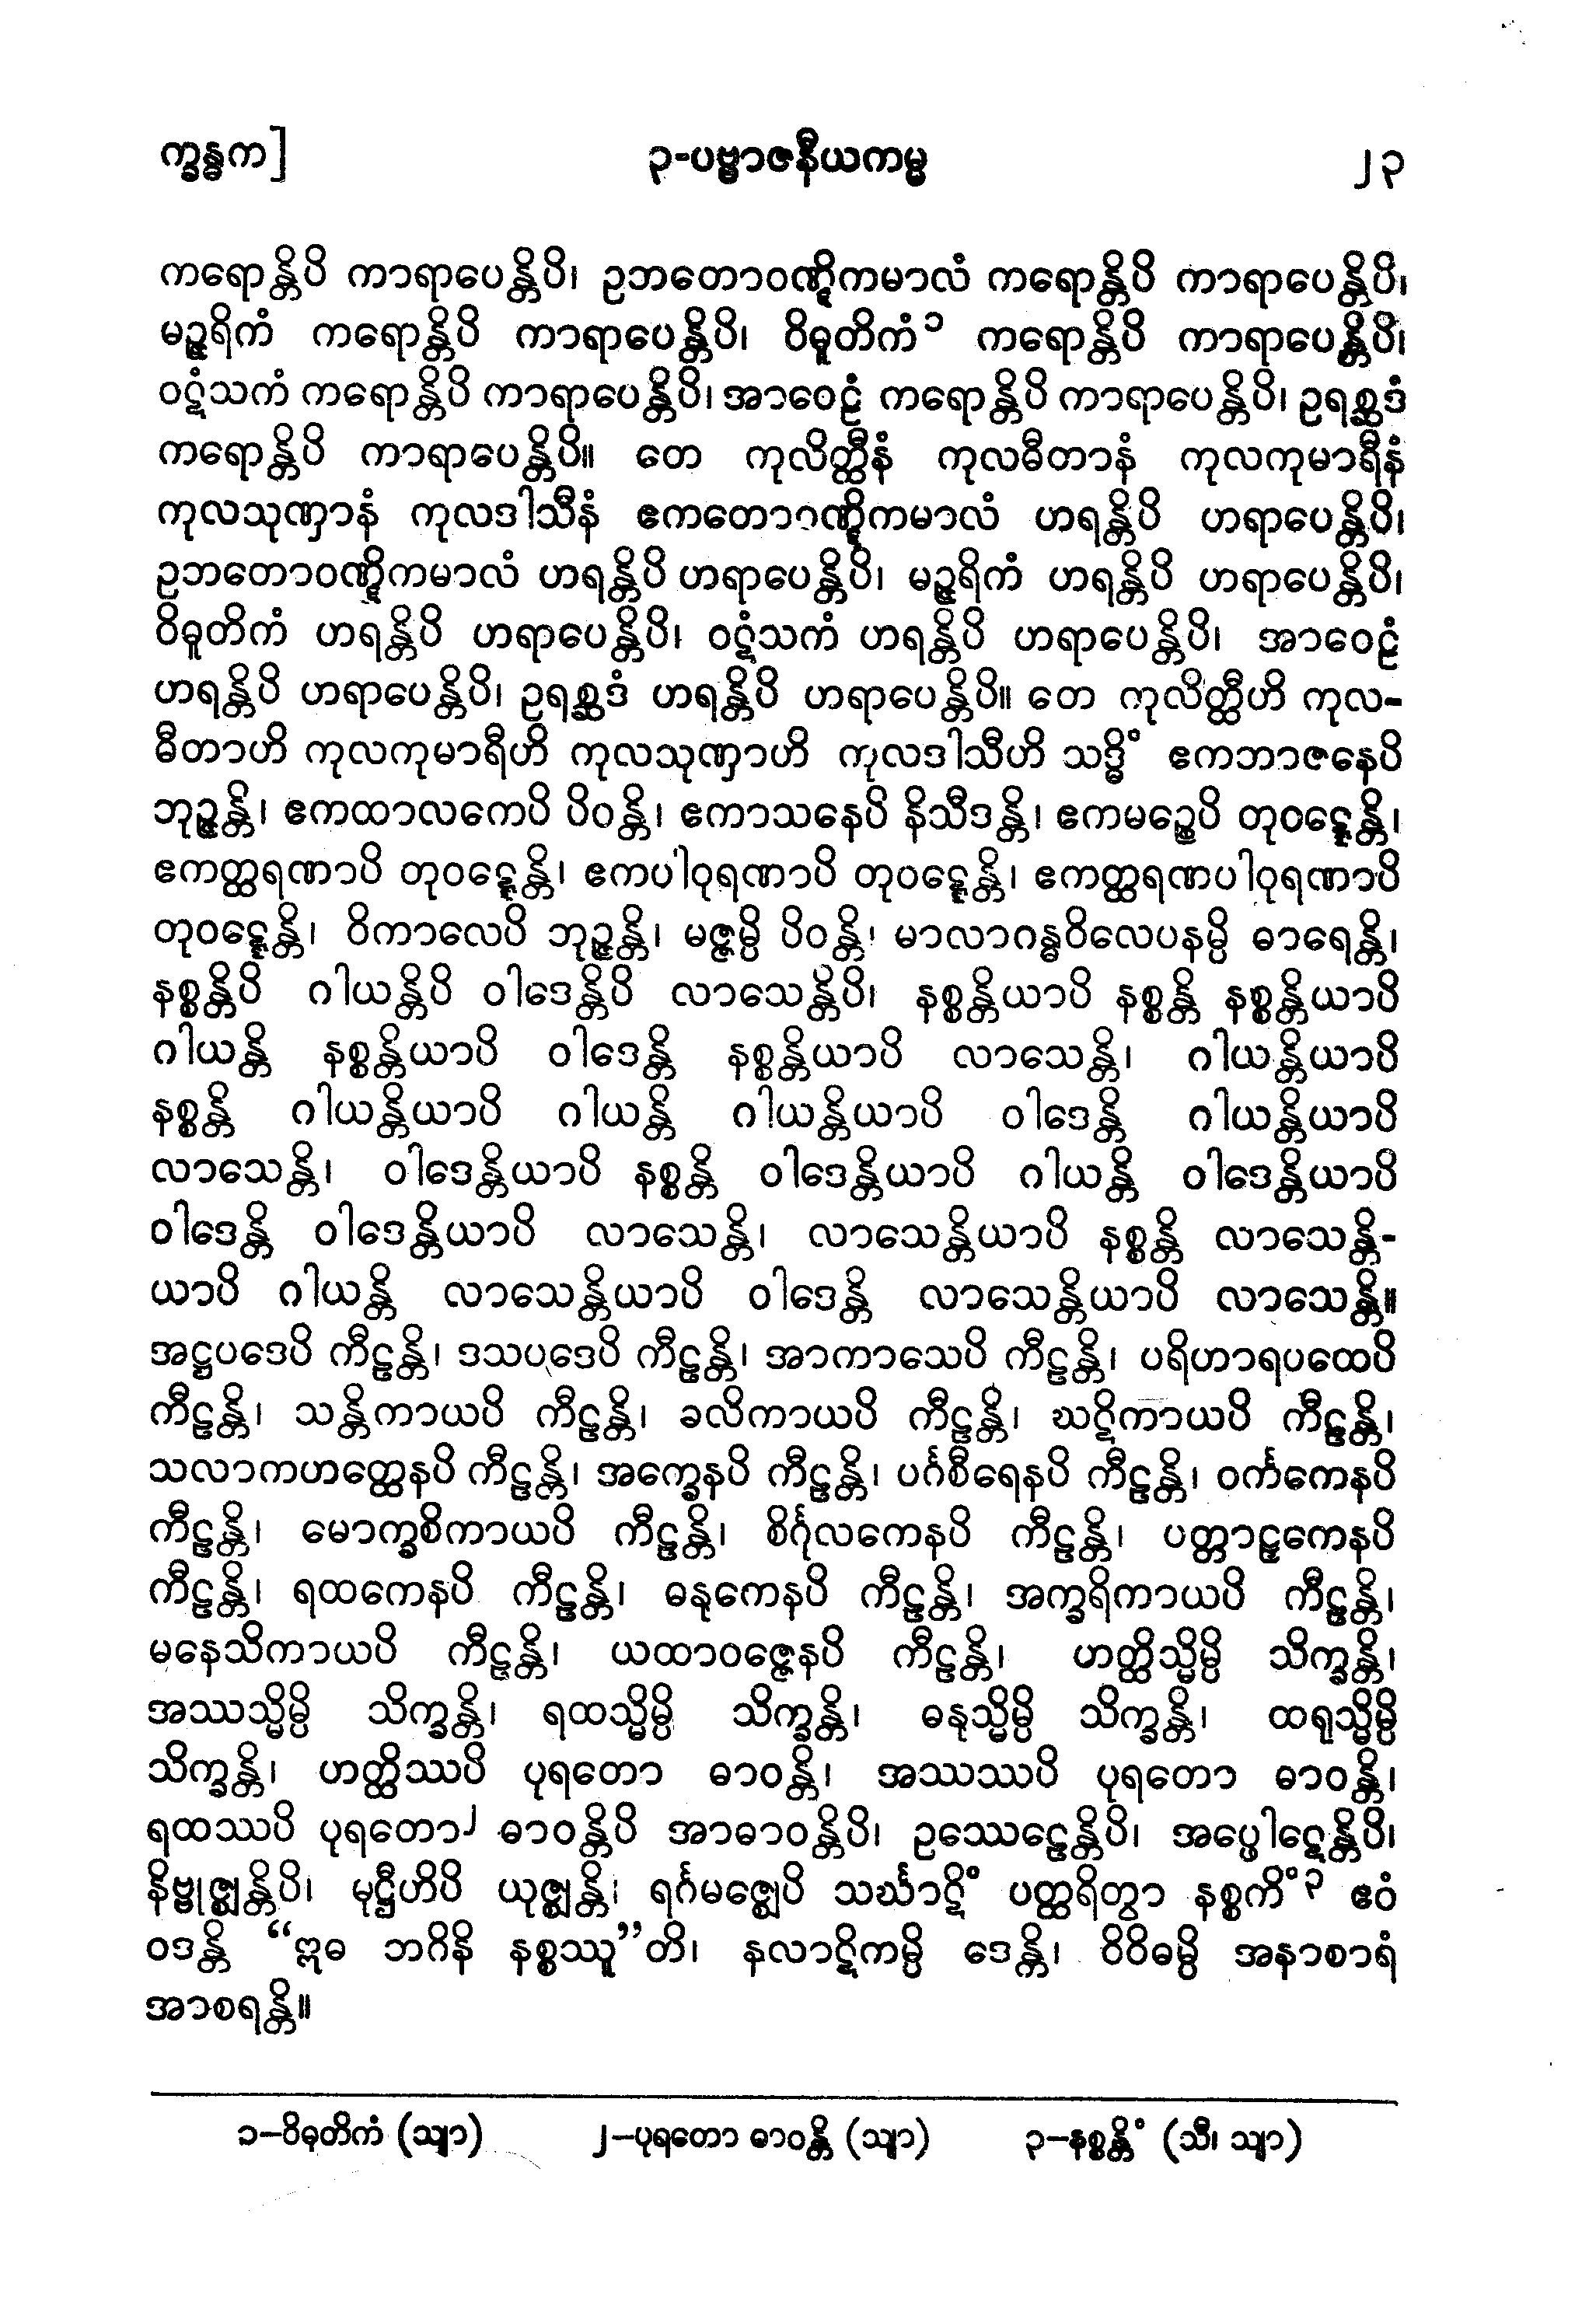 က္ခန္ဓက]
၃-ပဗ္ဗာဇနီယကမ္မ
၂၃
ကရောန္တိပိ ကာရာပေန္တိပိ၊ ဥဘတောဝဏ္ဋိကမာလံ ကရောန္တိပိ ကာရာပေန္တိပိ၊
မဉ္ဇရိကံ ကရောန္တိပိ ကာရာပေန္တိပိ၊ ဝိဓူတိကံ၁ ကရောန္တိပိ ကာရာပေန္တိပိ၊
ဝဋံသကံ ကရောန္တိပိ ကာရာပေန္တိပိ၊ အာဝေဠံ ကရောန္တိပိ ကာရာပေန္တိပိ၊ ဥရစ္ဆဒံ
ကရောန္တိပိ ကာရာပေန္တိပိ။ တေ ကုလိတ္ထီနံ ကုလဓီတာနံ ကုလကုမာရီနံ
ကုလသုဏှာနံ ကုလဒါသီနံ ဧကတောဝဏ္ဋိကမာလံ ဟရန္တိပိ ဟရာပေန္တိပိ၊
ဥဘတောဝဏ္ဋိကမာလံ ဟရန္တိပိ ဟရာပေန္တိပိ၊ မဉ္ဇရိကံ ဟရန္တိပိ ဟရာပေန္တိပိ၊
ဝိဓူတိကံ ဟရန္တိပိ ဟရာပေန္တိပိ၊ ဝဋံသကံ ဟရန္တိပိ ဟရာပေန္တိပိ၊ အာဝေဠံ
ဟရန္တိပိ ဟရာပေန္တိပိ၊ ဥရစ္ဆဒံ ဟရန္တိပိ ဟရာပေန္တိပိ။ တေ ကုလိတ္ထီဟိ ကုလ-
ဓီတာဟိ ကုလကုမာရီဟိ ကုလသုဏှာဟိ ကုလဒါသီဟိ သဒ္ဓိံ ဧကဘာဇနေပိ
ဘုဉ္ဇန္တိ၊ ဧကထာလကေပိ ပိဝန္တိ၊ ဧကာသနေပိ နိသီဒန္တိ၊ ဧကမဉ္စေပိ တုဝဋ္ဋေန္တိ၊
ဧကတ္ထရဏာပိ တုဝဋ္ဋေန္တိ၊ ဧကပါဝုရဏာပိ တုဝဋ္ဋေန္တိ၊ ဧကတ္ထရဏပါဝုရဏာပိ
တုဝဋ္ဋေန္တိ၊ ဝိကာလေပိ ဘုဉ္ဇန္တိ၊ မဇ္ဇမ္ပိ ပိဝန္တိ၊ မာလာဂန္ဓဝိလေပနမ္ပိ ဓာရေန္တိ၊
နစ္စန္တိပိ ဂါယန္တိပိ ဝါဒေန္တိပိ လာသေန္တိပိ၊ နစ္စန္တိယာပိ နစ္စန္တိ နစ္စန္တိယာပိ
ဂါယန္တိ နစ္စန္တိယာပိ ဝါဒေန္တိ နစ္စန္တိယာပိ လာသေန္တိ၊ ဂါယန္တိယာပိ
နစ္စန္တိ ဂါယန္တိယာပိ ဂါယန္တိ ဂါယန္တိယာပိ ဝါဒေန္တိ ဂါယန္တိယာပိ
လာသေန္တိ၊ ဝါဒေန္တိယာပိ နစ္စန္တိ ဝါဒေန္တိယာပိ ဂါယန္တိ ဝါဒေန္တိယာပိ
ဝါဒေန္တိ ဝါဒေန္တိယာပိ လာသေန္တိ၊ လာသေန္တိယာပိ နစ္စန္တိ လာသေန္တိ-
ယာပိ ဂါယန္တိ လာသေန္တိယာပိ ဝါဒေန္တိ လာသေန္တိယာပိ လာသေန္တိ။
အဋ္ဌပဒေပိ ကီဠန္တိ၊ ဒသပဒေပိ ကီဠန္တိ၊ အာကာသေပိ ကီဠန္တိ၊ ပရိဟာရပထေပိ
ကီဠန္တိ၊ သန္တိကာယပိ ကီဠန္တိ၊ ခလိကာယပိ ကီဠန္တိ၊ ဃဋိကာယပိ ကီဠန္တိ၊
သလာကဟတ္ထေနပိ ကီဠန္တိ၊ အက္ခေနပိ ကီဠန္တိ၊ ပင်္ဂစီရေနပိ ကီဠန္တိ၊ ဝင်္ကကေနပိ
ကီဠန္တိ၊ မောက္ခစိကာယပိ ကီဠန္တိ၊ စိင်္ဂုလကေနပိ ကီဠန္တိ၊ ပတ္တာဠှကေနပိ
ကီဠန္တိ၊ ရထကေနပိ ကီဠန္တိ၊ ဓနုကေနပိ ကီဠန္တိ၊ အက္ခရိကာယပိ ကီဠန္တိ၊
မနေသိကာယပိ ကီဠန္တိ၊ ယထာဝဇ္ဇေနပိ ကီဠန္တိ၊ ဟတ္ထိသ္မိမ္ပိ သိက္ခန္တိ၊
အဿသ္မိမ္ပိ သိက္ခန္တိ၊ ရထသ္မိမ္ပိ သိက္ခန္တိ၊ ဓနုသ္မိမ္ပိ သိက္ခန္တိ၊ ထရုသ္မိမ္ပိ
သိက္ခန္တိ၊ ဟတ္ထိဿပိ ပုရတော ဓာဝန္တိ၊ အဿဿပိ ပုရတော ဓာဝန္တိ၊
ရထဿပိ ပုရတော၂ ဓာဝန္တိပိ အာဓာဝန္တိပိ၊ ဥဿေဠေန္တိပိ၊ အပ္ဖေါဋေန္တိပိ၊
နိဗ္ဗုဇ္ဈန္တိပိ၊ မုဋ္ဌီဟိပိ ယုဇ္ဈန္တိ၊ ရင်္ဂမဇ္ဈေပိ သင်္ဃာဋိံ ပတ္ထရိတွာ နစ္စကိံ၃ ဧဝံ
ဝဒန္တိ “ဣဓ ဘဂိနိ နစ္စဿူ”တိ၊ နလာဋိကမ္ပိ ဒေန္တိ၊ ဝိဝိဓမ္ပိ အနာစာရံ
အာစရန္တိ။
၁−ဝိဓုတိကံ (သျာ)
၂−ပုရတော ဓာဝန္တိ (သျာ)
၃−နစ္စန္တိံ (သီ၊ သျာ)